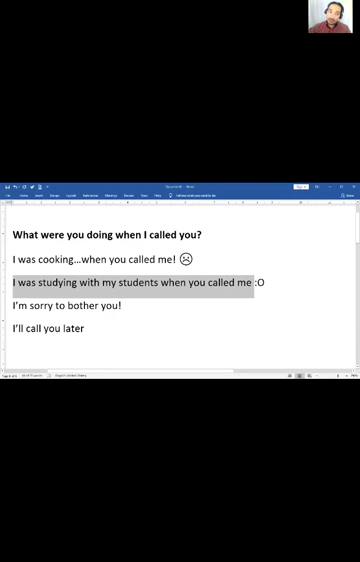 What were you doing when I called you?
I was cooking...when you called me! ☹
I was studying with my students when you called me :O
I'm sorry to bother you!
I'll call you later